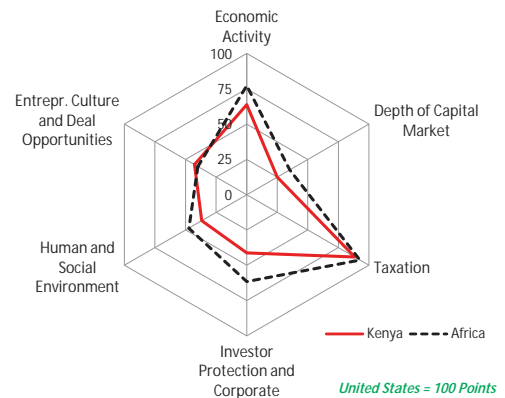 Economic
Activity
100
75
50
25
0
Entrepr. Culture
and Deal
Opportunities
Depth of Capital
Market
Human and
Social
Environment
Taxation
Kenya
Africa
Investor
Protection and
Corporate
United States = 100 Points